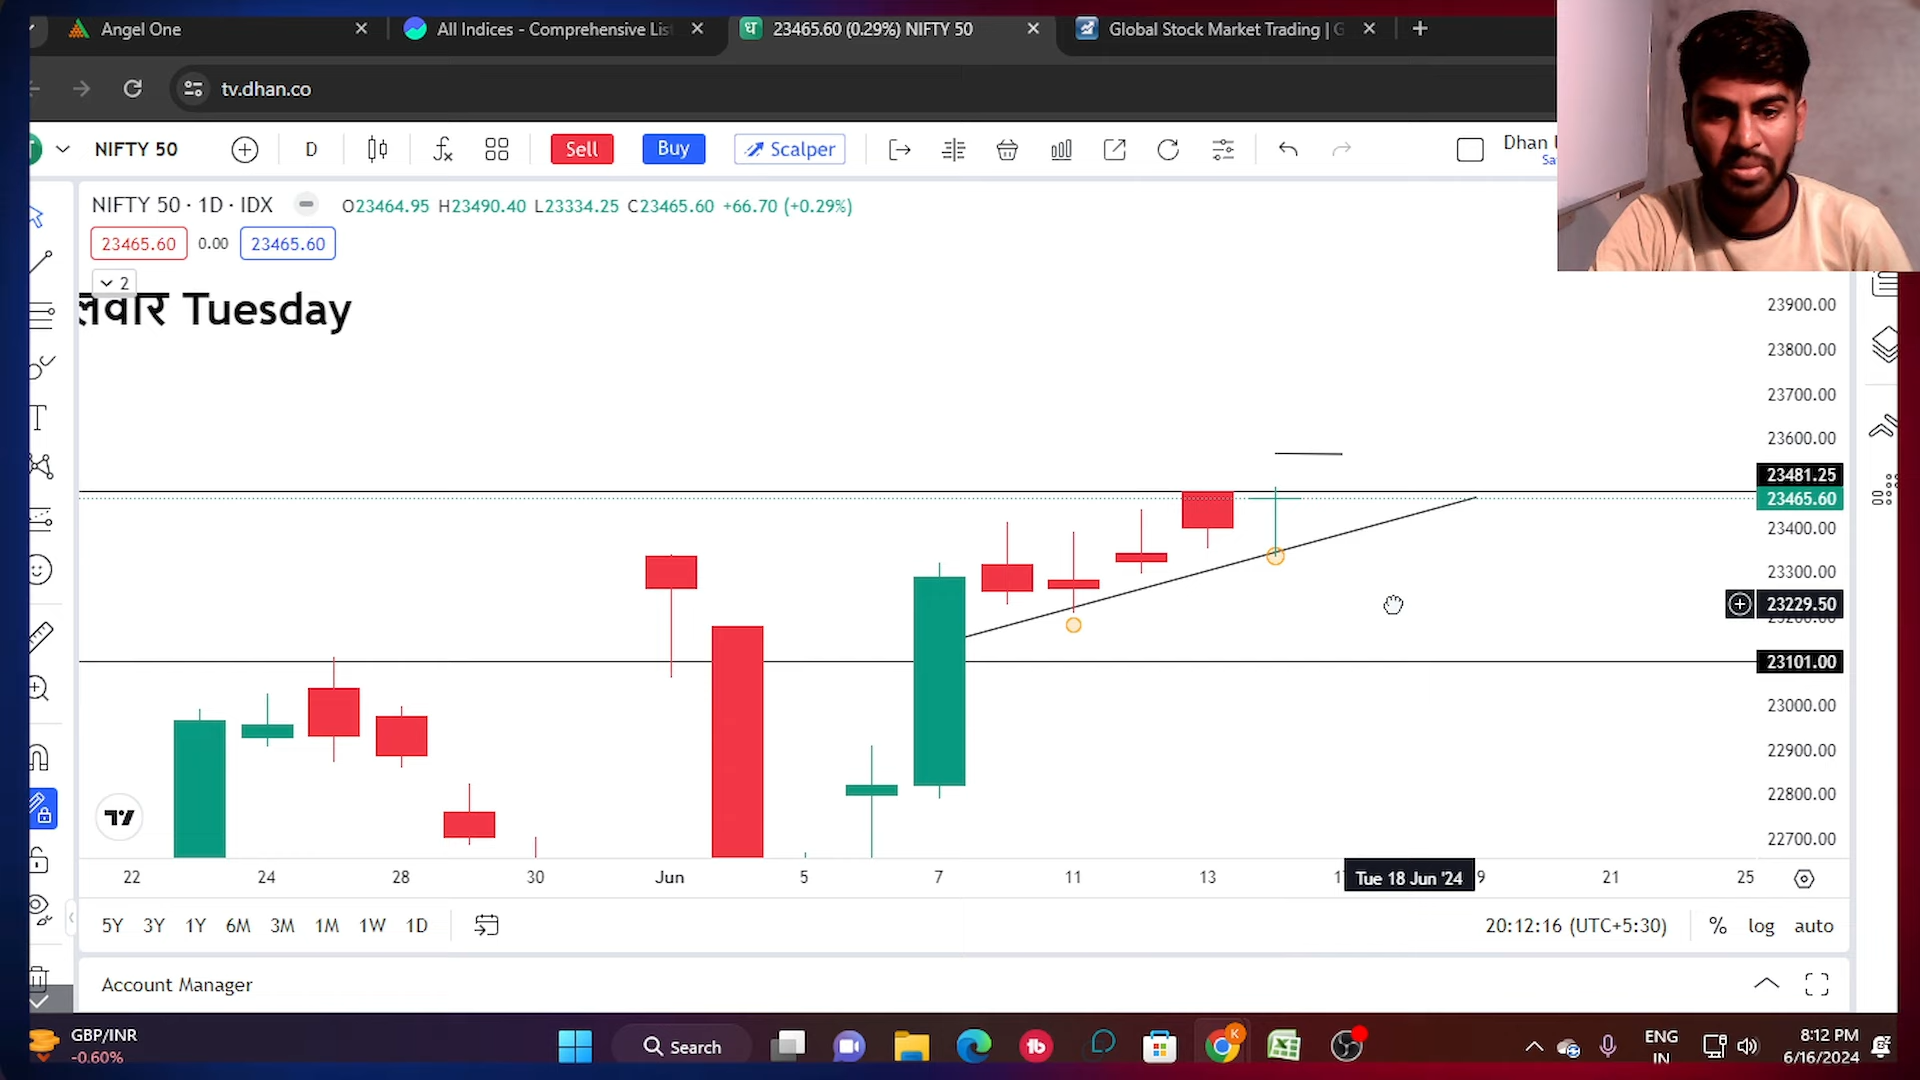 Angel One
All Indices - Comprehensive Lis
23465.60 (0.29%) NIFTY 50
Global Stock Market Trading | G
tv.dhan.co
NIFTY 50
D
Sell
Buy
Scalper
Dhan
Sa
NIFTY 50 · 1D · IDX
O23464.95 H23490.40 L23334.25 C23465.60 +66.70 (+0.29%)
23465.60
0.00
23465.60
2
लवार Tuesday
23900.00
23800.00
23700.00
23600.00
23481.25
23465.60
23400.00
23300.00
23229.50
23101.00
23000.00
22900.00
22800.00
22700.00
22 24 28 30 Jun 5 7 11 13 Tue 18 Jun '24 9 21 25
5Y 3Y 1Y 6M 3M 1M 1W 1D
20:12:16 (UTC+5:30)
% log auto
Account Manager
GBP/INR
-0.60%
Search
ENG
IN
8:12 PM
6/16/2024